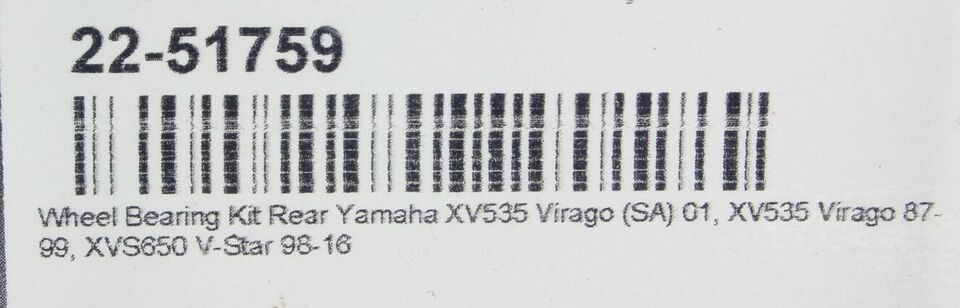 22-51759
Wheel Bearing Kit Rear Yamaha XV535 Virago (SA) 01, XV535 Virago 87-
99, XVS650 V-Star 98-16